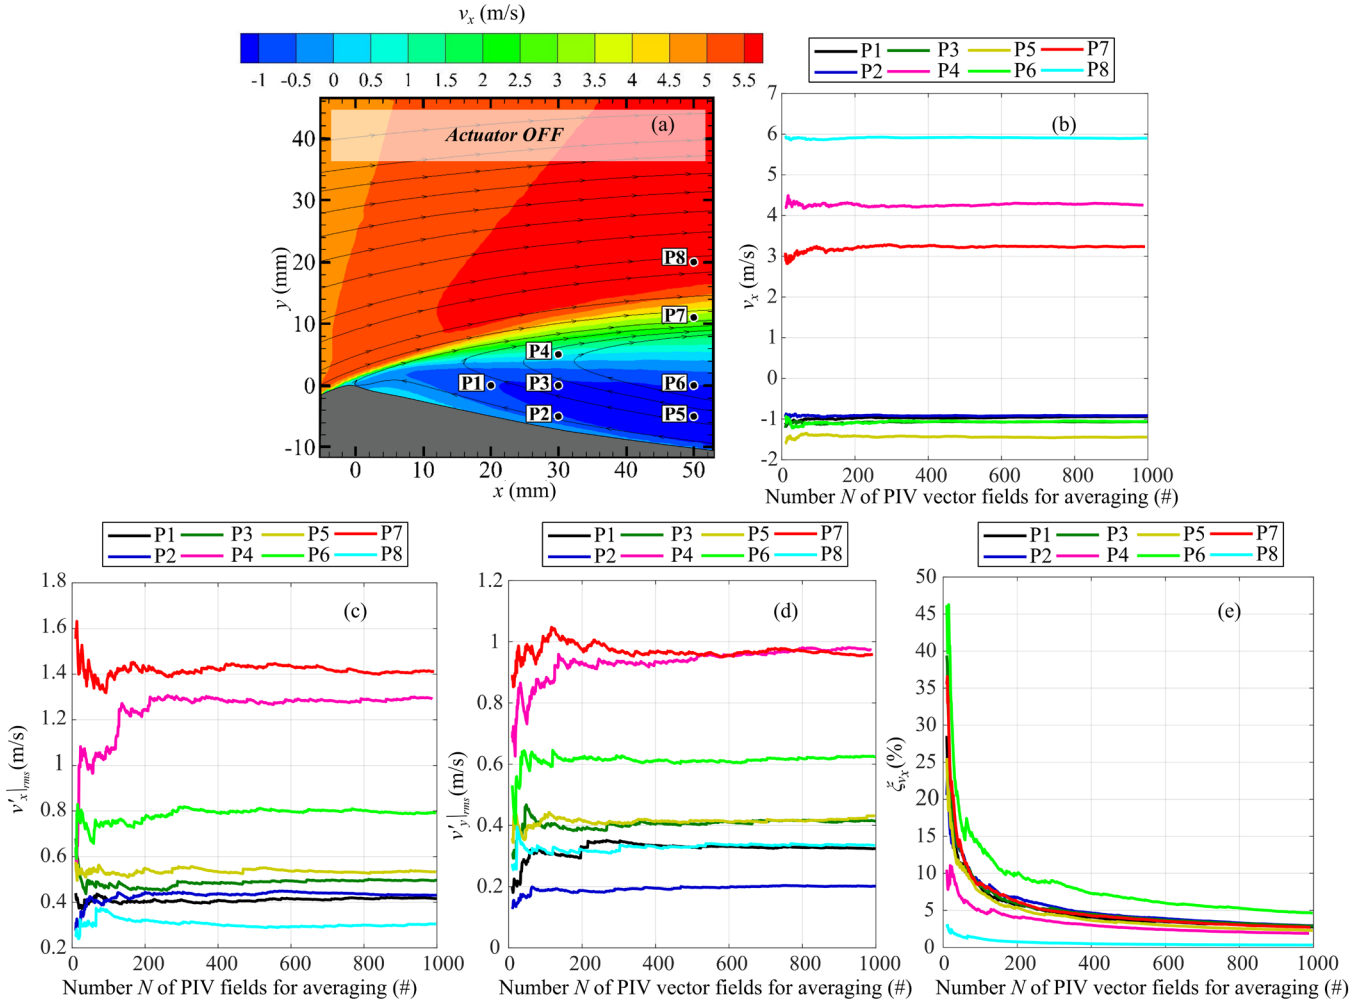 vₓ (m/s)
-1 -0.5 0 0.5 1 1.5 2 2.5 3 3.5 4 4.5 5 5.5
Actuator OFF
(a)
40
30
20
10
0
-10
y (mm)
P8
P7
P4
P1
P3
P6
P2
P5
0 10 20 30 40 50
x (mm)
P1 P3 P5 P7
P2 P4 P6 P8
(b)
7
6
5
4
3
2
1
0
-1
-2
vₓ (m/s)
0 200 400 600 800 1000
Number N of PIV vector fields for averaging (#)
P1 P3 P5 P7
P2 P4 P6 P8
(c)
1.8
1.6
1.4
1.2
1
0.8
0.6
0.4
0.2
v'ₓ|rms (m/s)
0 200 400 600 800 1000
Number N of PIV fields for averaging (#)
P1 P3 P5 P7
P2 P4 P6 P8
(d)
1.2
1
0.8
0.6
0.4
0.2
0
v'y|rms (m/s)
0 200 400 600 800 1000
Number N of PIV vector fields for averaging (#)
P1 P3 P5 P7
P2 P4 P6 P8
(e)
50
45
40
35
30
25
20
15
10
5
0
ξvₓ (%)
0 200 400 600 800 1000
Number N of PIV vector fields for averaging (#)